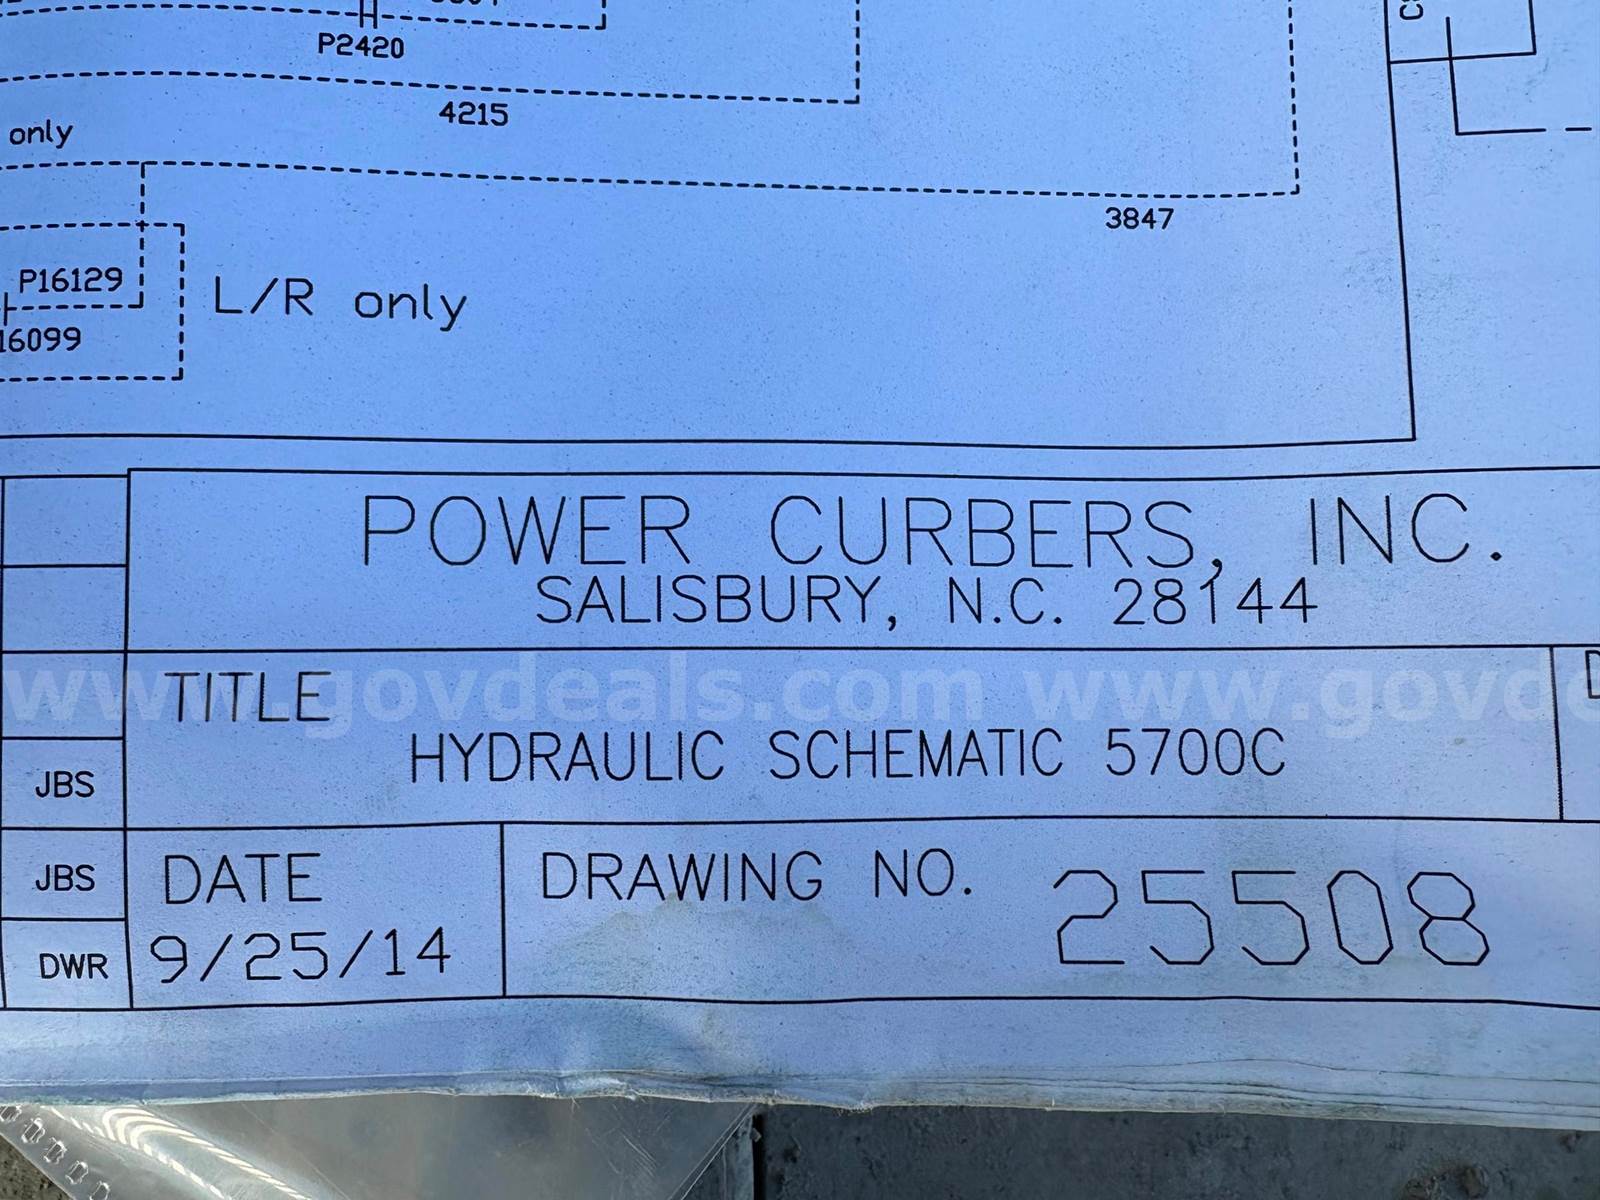 P2420
4215
only
3847
P16129
L/R only
16099
POWER CURBERS, INC.
SALISBURY, N.C. 28144
www.govdeals.com www.govde
TITLE
HYDRAULIC SCHEMATIC 5700C
JBS
JBS
DATE
DRAWING NO.
25508
DWR
9/25/14